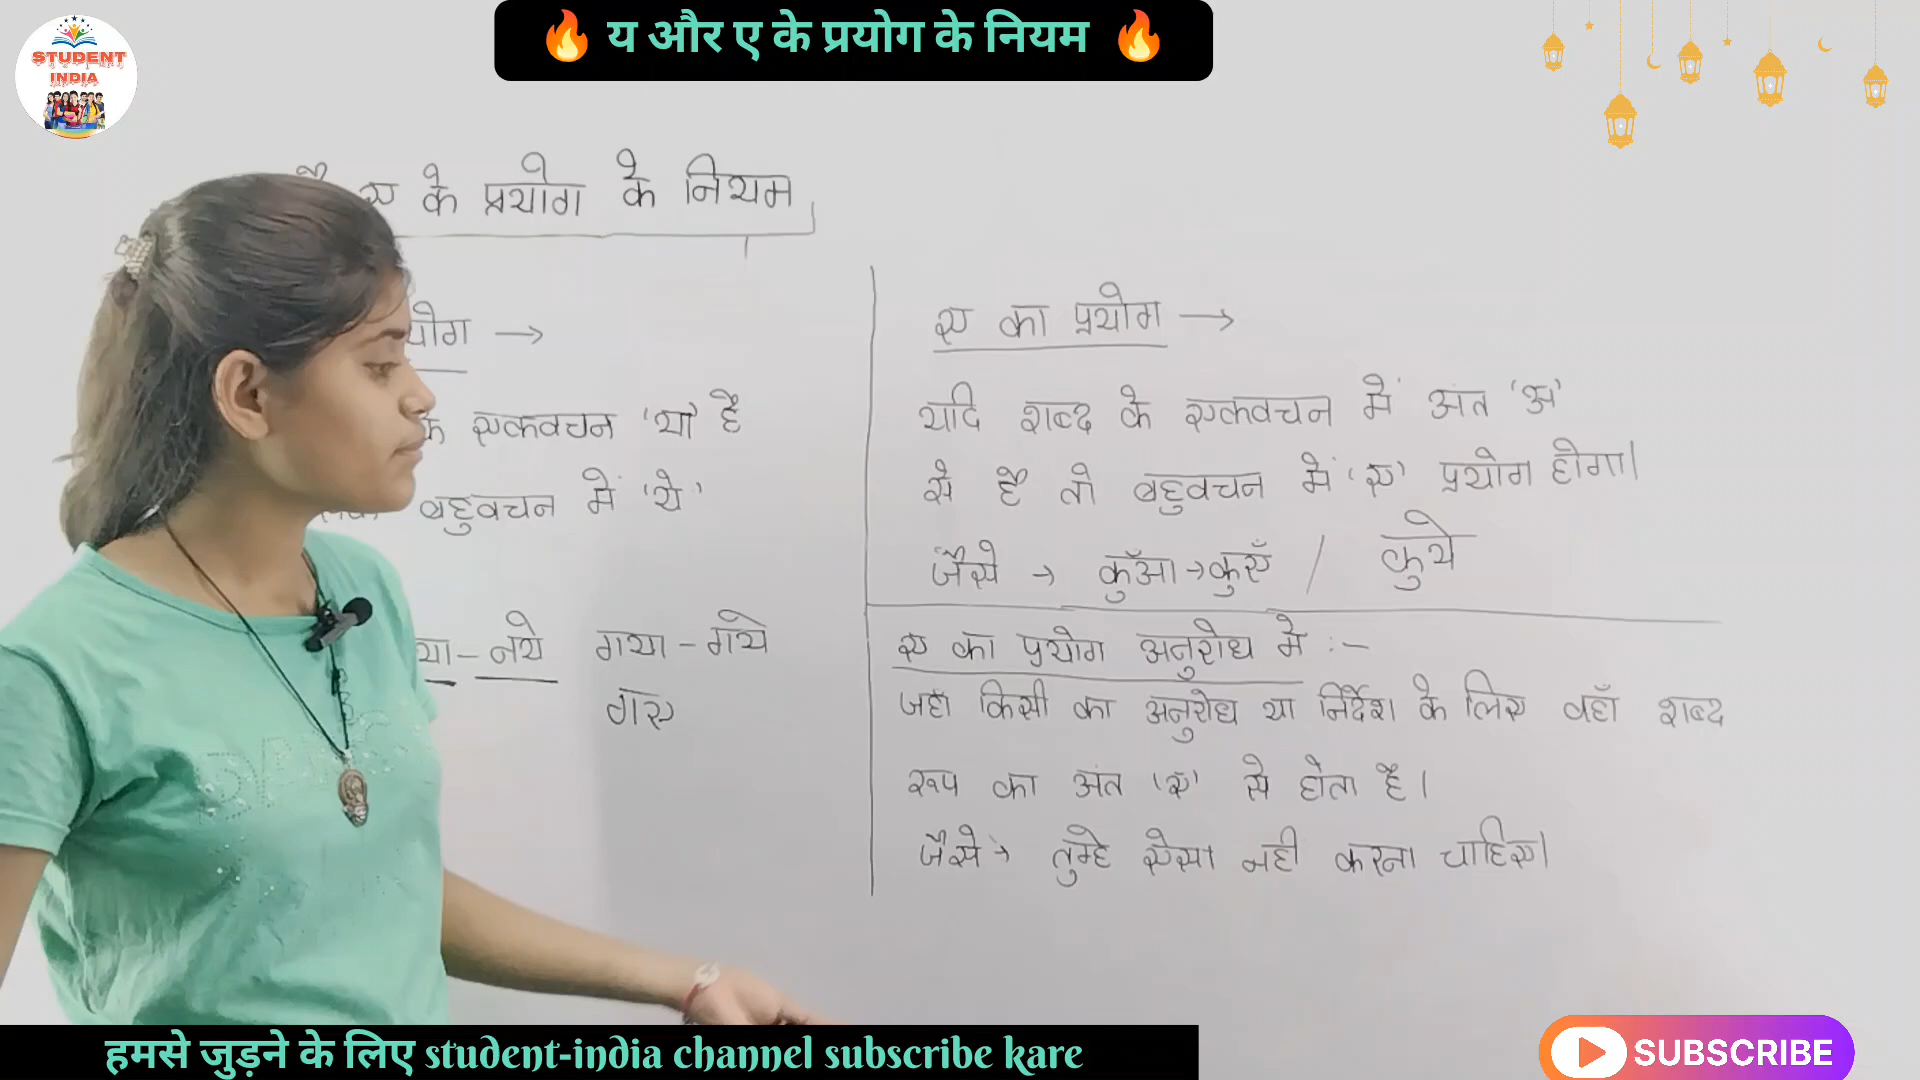 🔥 य और ए के प्रयोग के नियम 🔥
STUDENT
INDIA
ए के प्रयोग के नियम
→
एकवचन 'या' है
बहुवचन में 'ये'
नये गया - गये
गए
ए का प्रयोग →
यदि शब्द के एकवचन में अंत 'अ'
से है तो बहुवचन में 'ए' प्रयोग होगा।
जैसे → कुँआ → कुएँ / कुये
ए का प्रयोग अनुरोध में :-
जहाँ किसी का अनुरोध या निर्देश के लिए वहाँ शब्द
रूप का अंत 'ए' से होता है।
जैसे → तुम्हे ऐसा नही करना चाहिए।
हमसे जुड़ने के लिए student-india channel subscribe kare
SUBSCRIBE